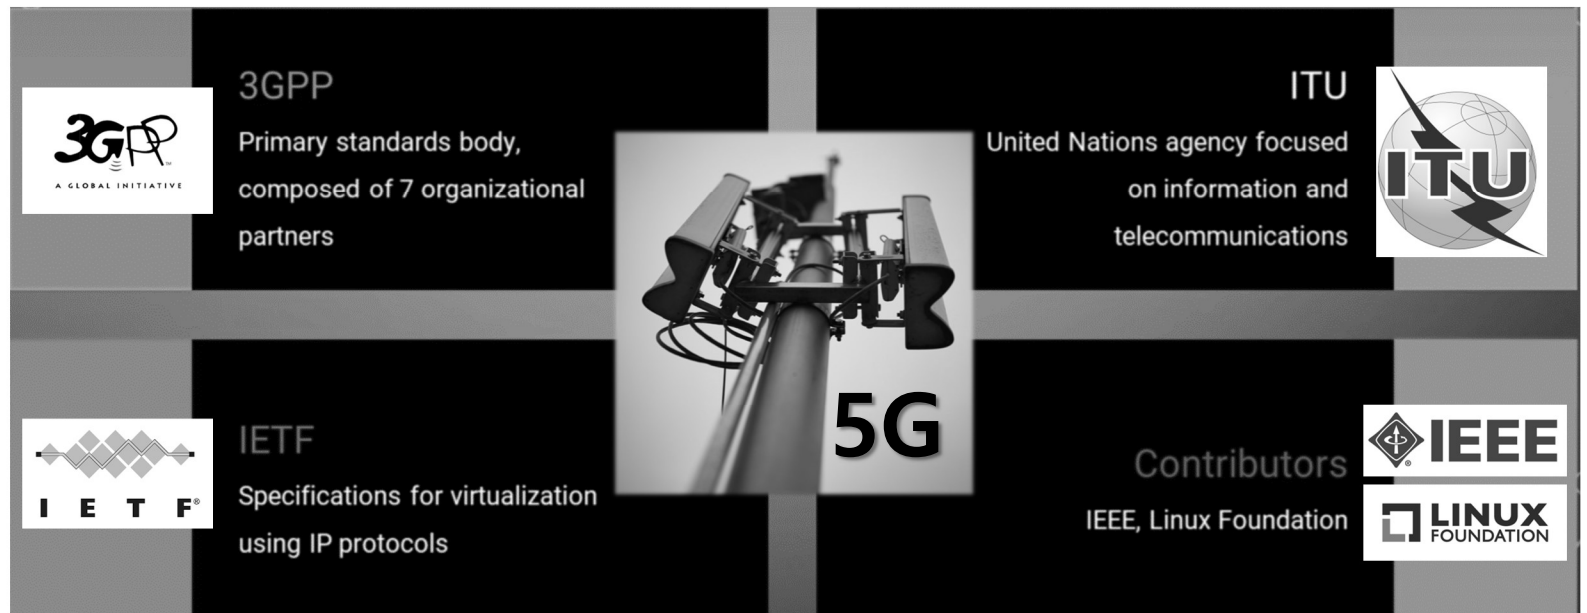 3GPP
A GLOBAL INITIATIVE
3GPP
Primary standards body,
composed of 7 organizational
partners
ITU
United Nations agency focused
on information and
telecommunications
ITU
5G
IETF®
IETF
Specifications for virtualization
using IP protocols
Contributors
IEEE, Linux Foundation
IEEE
LINUX
FOUNDATION